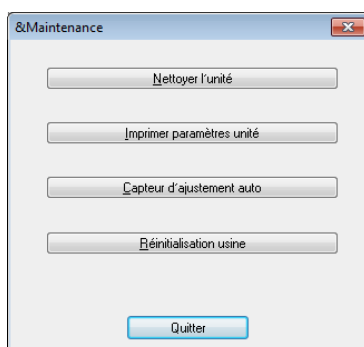 &Maintenance
Nettoyer l'unité
Imprimer paramètres unité
Capteur d'ajustement auto
Réinitialisation usine
Quitter